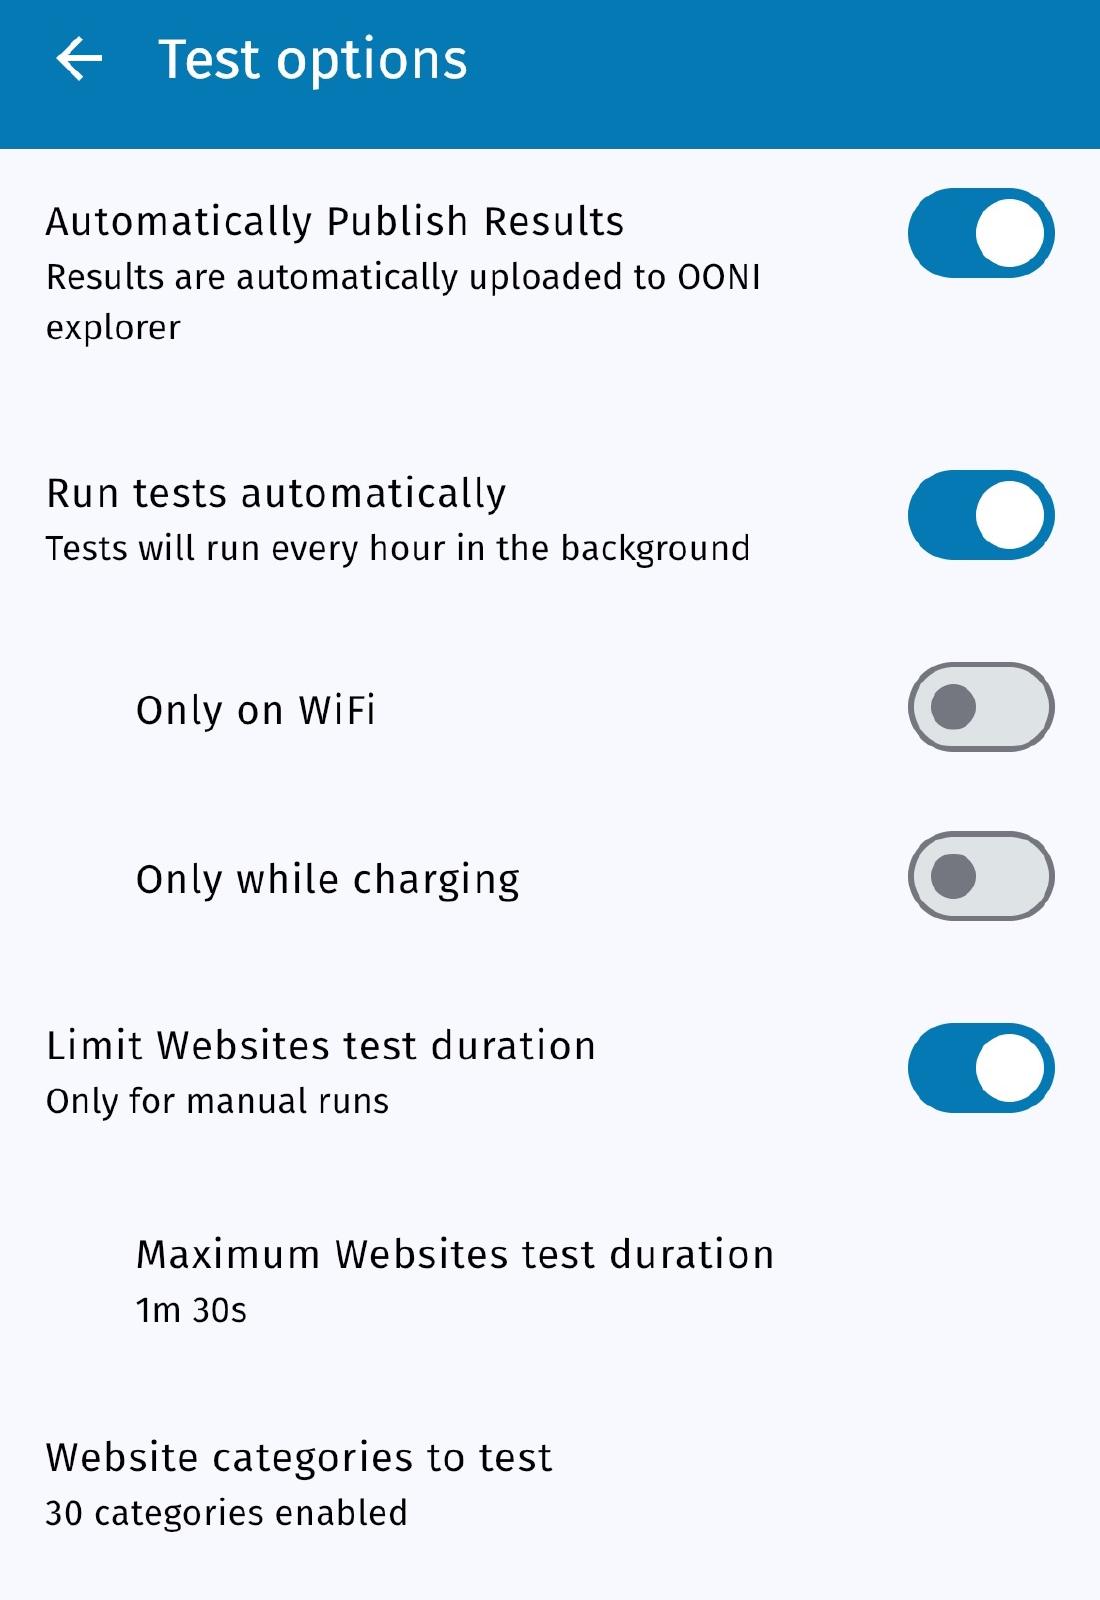 Test options
Automatically Publish Results
Results are automatically uploaded to OONI
explorer
Run tests automatically
Tests will run every hour in the background
Only on WiFi
Only while charging
Limit Websites test duration
Only for manual runs
Maximum Websites test duration
1m 30s
Website categories to test
30 categories enabled